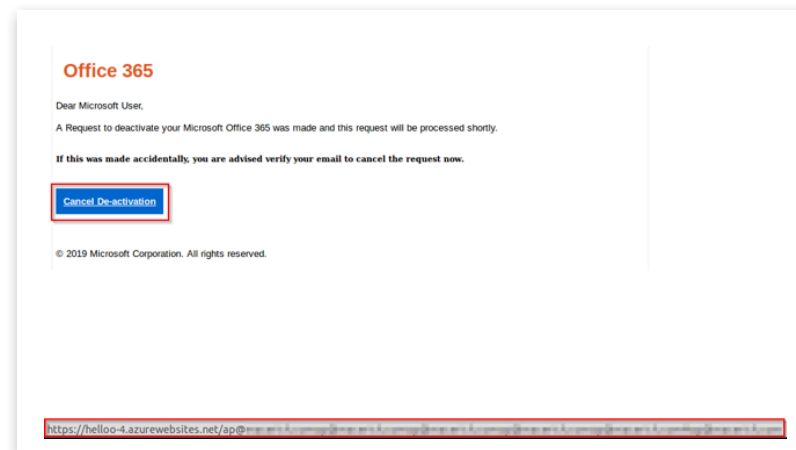 Office 365
Dear Microsoft User,
A Request to deactivate your Microsoft Office 365 was made and this request will be processed shortly.
If this was made accidentally, you are advised verify your email to cancel the request now.
Cancel De-activation
© 2019 Microsoft Corporation. All rights reserved.
https://helloo-4.azurewebsites.net/ap@